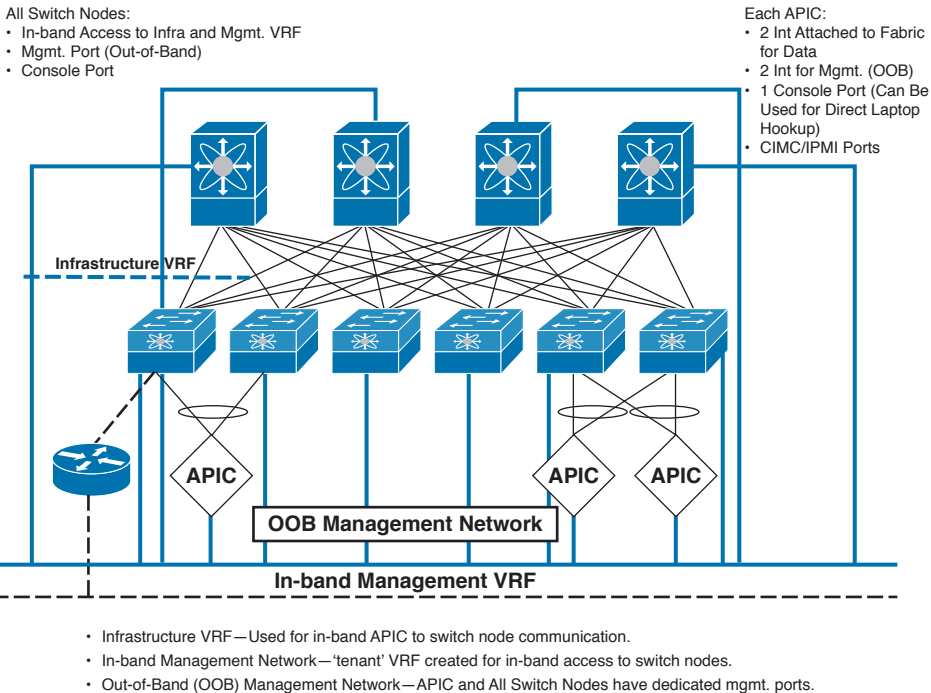 All Switch Nodes:
• In-band Access to Infra and Mgmt. VRF
• Mgmt. Port (Out-of-Band)
• Console Port
Each APIC:
• 2 Int Attached to Fabric
for Data
• 2 Int for Mgmt. (OOB)
• 1 Console Port (Can Be
Used for Direct Laptop
Hookup)
• CIMC/IPMI Ports
Infrastructure VRF
APIC
APIC
APIC
OOB Management Network
In-band Management VRF
• Infrastructure VRF—Used for in-band APIC to switch node communication.
• In-band Management Network—‘tenant’ VRF created for in-band access to switch nodes.
• Out-of-Band (OOB) Management Network—APIC and All Switch Nodes have dedicated mgmt. ports.